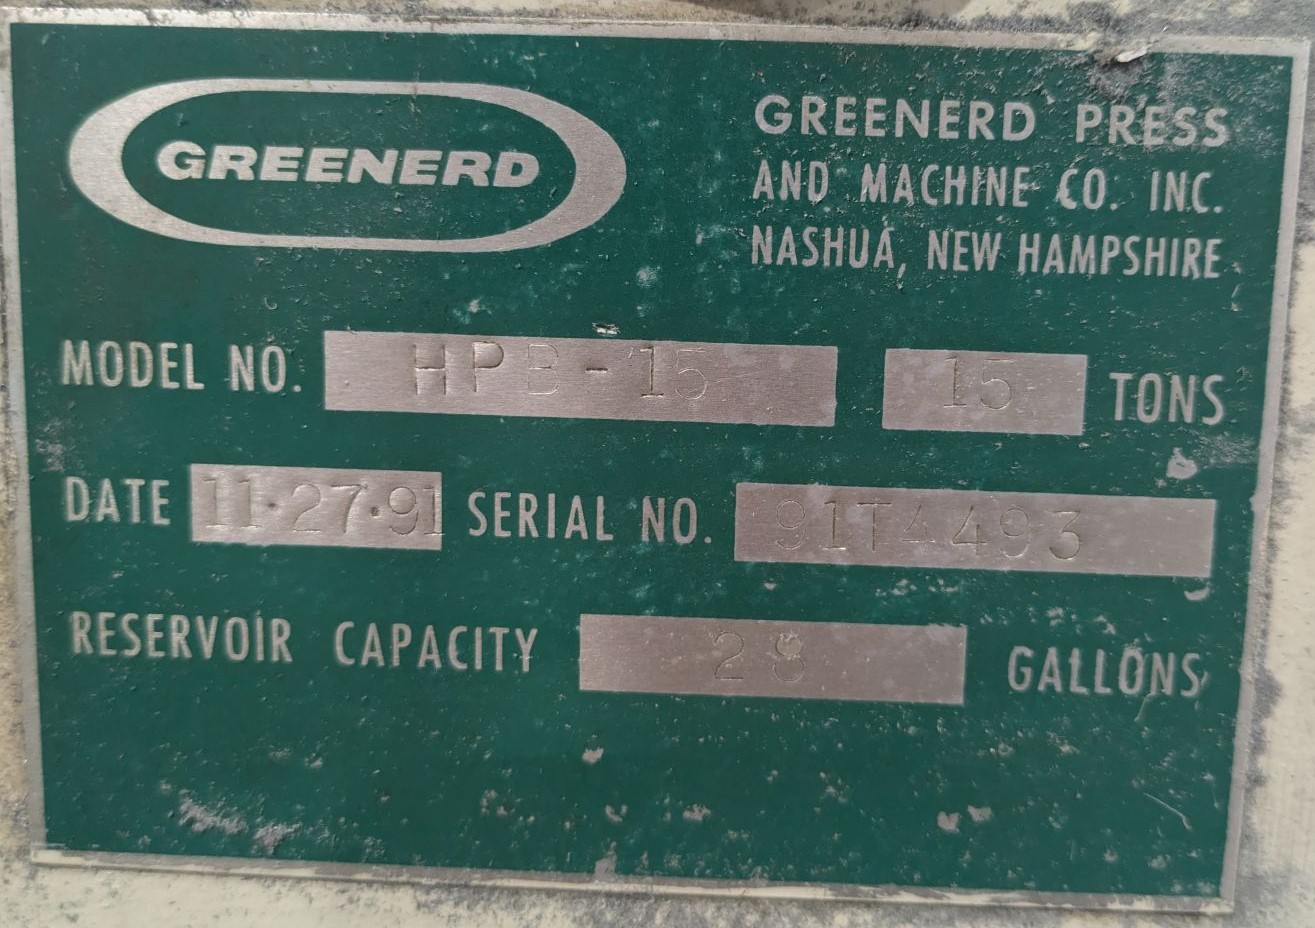 GREENERD
GREENERD PRESS
AND MACHINE CO. INC.
NASHUA, NEW HAMPSHIRE
MODEL NO. HPB-15 15 TONS
DATE 11·27·91 SERIAL NO. 91T4493
RESERVOIR CAPACITY 28 GALLONS